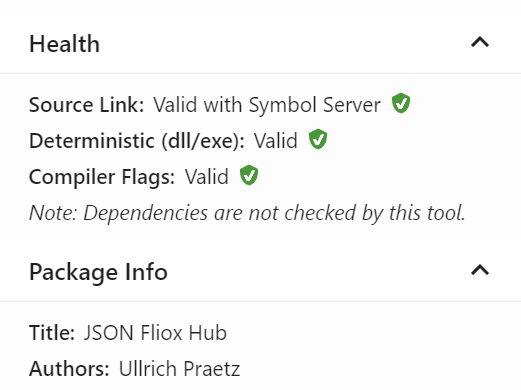 Health
Source Link: Valid with Symbol Server
Deterministic (dll/exe): Valid
Compiler Flags: Valid
Note: Dependencies are not checked by this tool.
Package Info
Title: JSON Fliox Hub
Authors: Ullrich Praetz